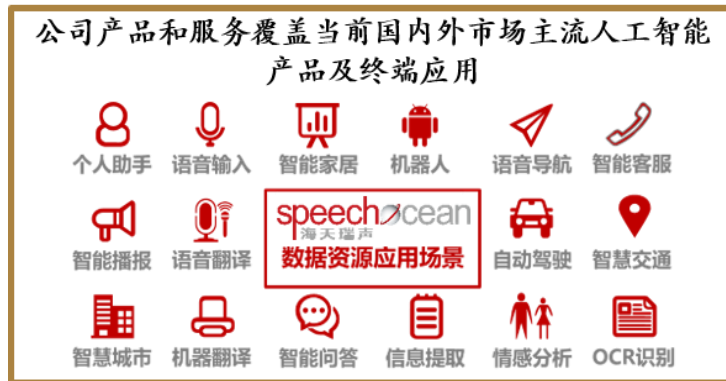 公司产品和服务覆盖当前国内外市场主流人工智能
产品及终端应用
个人助手 语音输入 智能家居 机器人 语音导航 智能客服
speechocean
海天瑞声
数据资源应用场景
智能播报 语音翻译 自动驾驶 智慧交通
智慧城市 机器翻译 智能问答 信息提取 情感分析 OCR识别